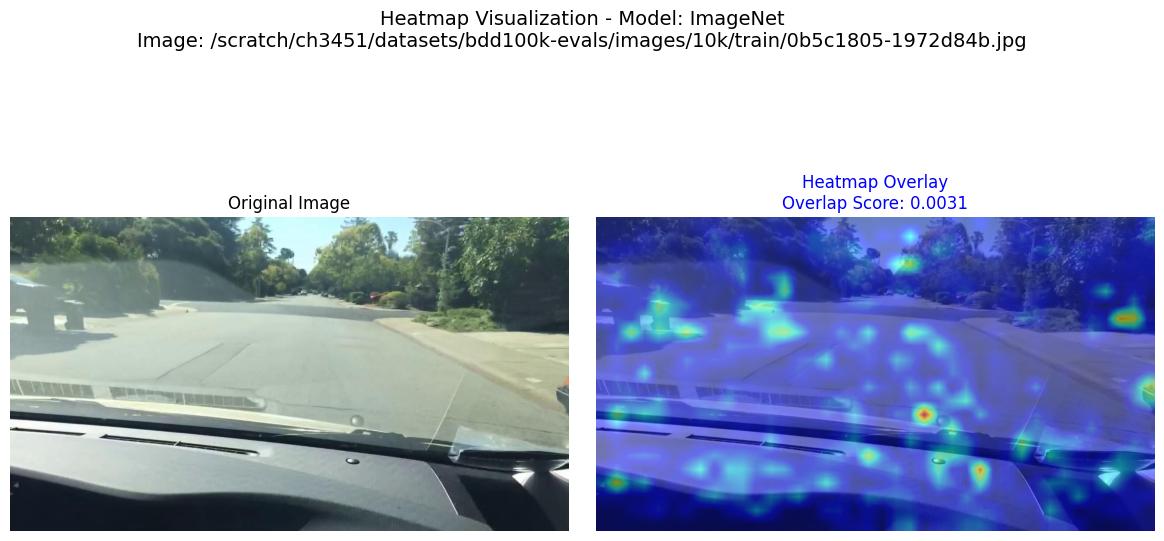 Heatmap Visualization - Model: ImageNet
Image: /scratch/ch3451/datasets/bdd100k-evals/images/10k/train/0b5c1805-1972d84b.jpg
Original Image
Heatmap Overlay
Overlap Score: 0.0031